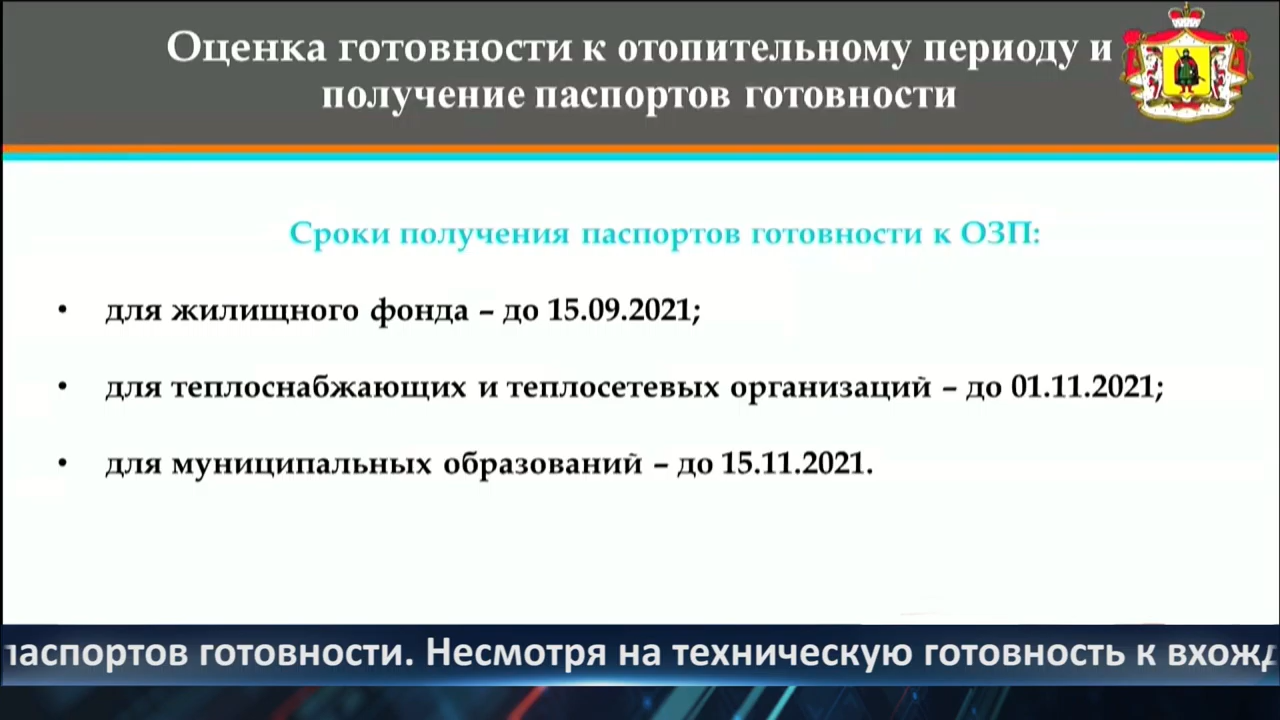 Оценка готовности к отопительному периоду и
получение паспортов готовности
Сроки получения паспортов готовности к ОЗП:
• для жилищного фонда – до 15.09.2021;
• для теплоснабжающих и теплосетевых организаций – до 01.11.2021;
• для муниципальных образований – до 15.11.2021.
паспортов готовности. Несмотря на техническую готовность к